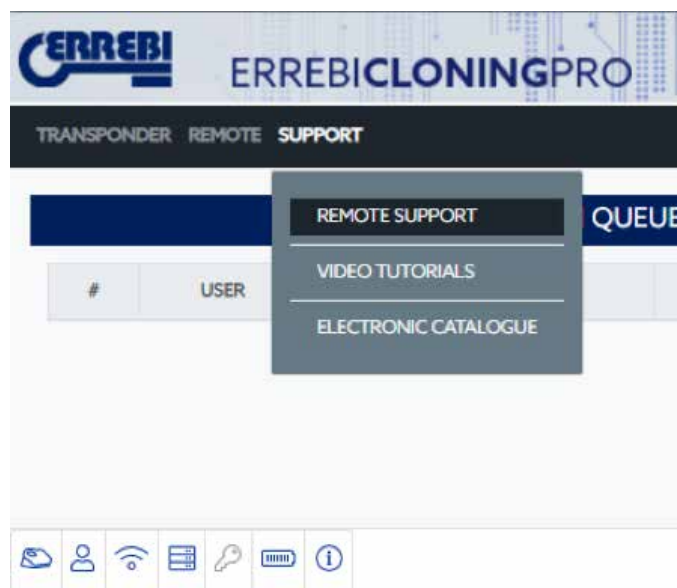 ERREBI
ERREBICLONINGPRO
TRANSPONDER REMOTE SUPPORT
REMOTE SUPPORT
QUEUE
# USER
VIDEO TUTORIALS
ELECTRONIC CATALOGUE